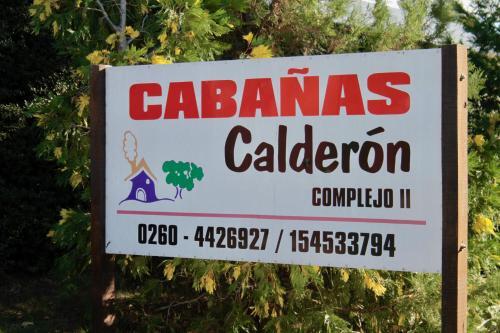 CABAÑAS
Calderón
COMPLEJO II
0260 - 4426927 / 154533794